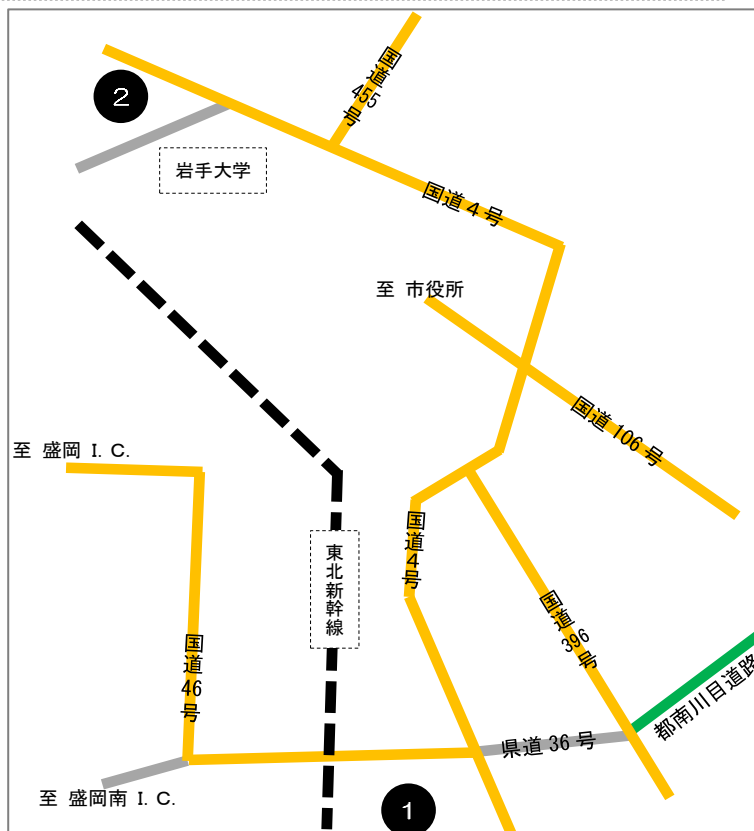 国道455号
2
岩手大学
国道4号
至 市役所
国道106号
至 盛岡 I. C.
国道4号
東北新幹線
国道396号
国道46号
都南川目道路
県道36号
至 盛岡南 I. C.
1